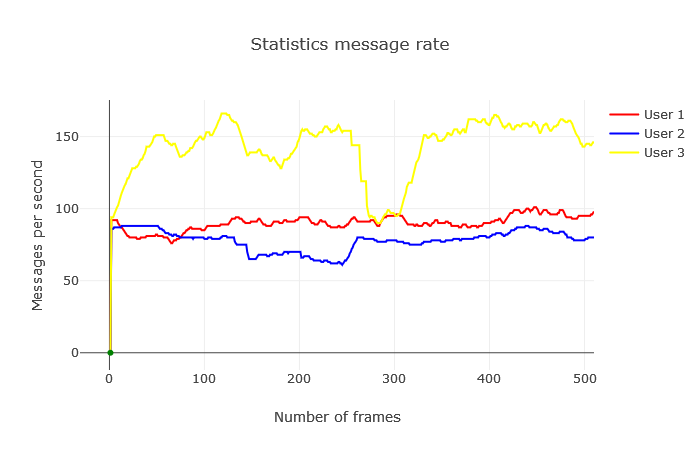 Statistics message rate
Messages per second
150
100
50
0
0 100 200 300 400 500
Number of frames
User 1
User 2
User 3